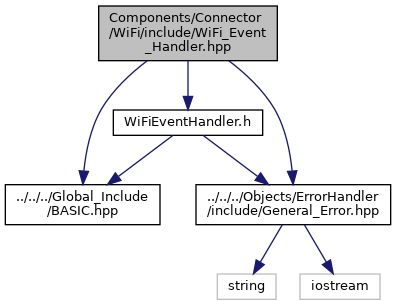 Components/Connector
/WiFi/include/WiFi_Event
_Handler.hpp
WiFiEventHandler.h
../../../Global_Include
/BASIC.hpp
../../../Objects/ErrorHandler
/include/General_Error.hpp
string
iostream